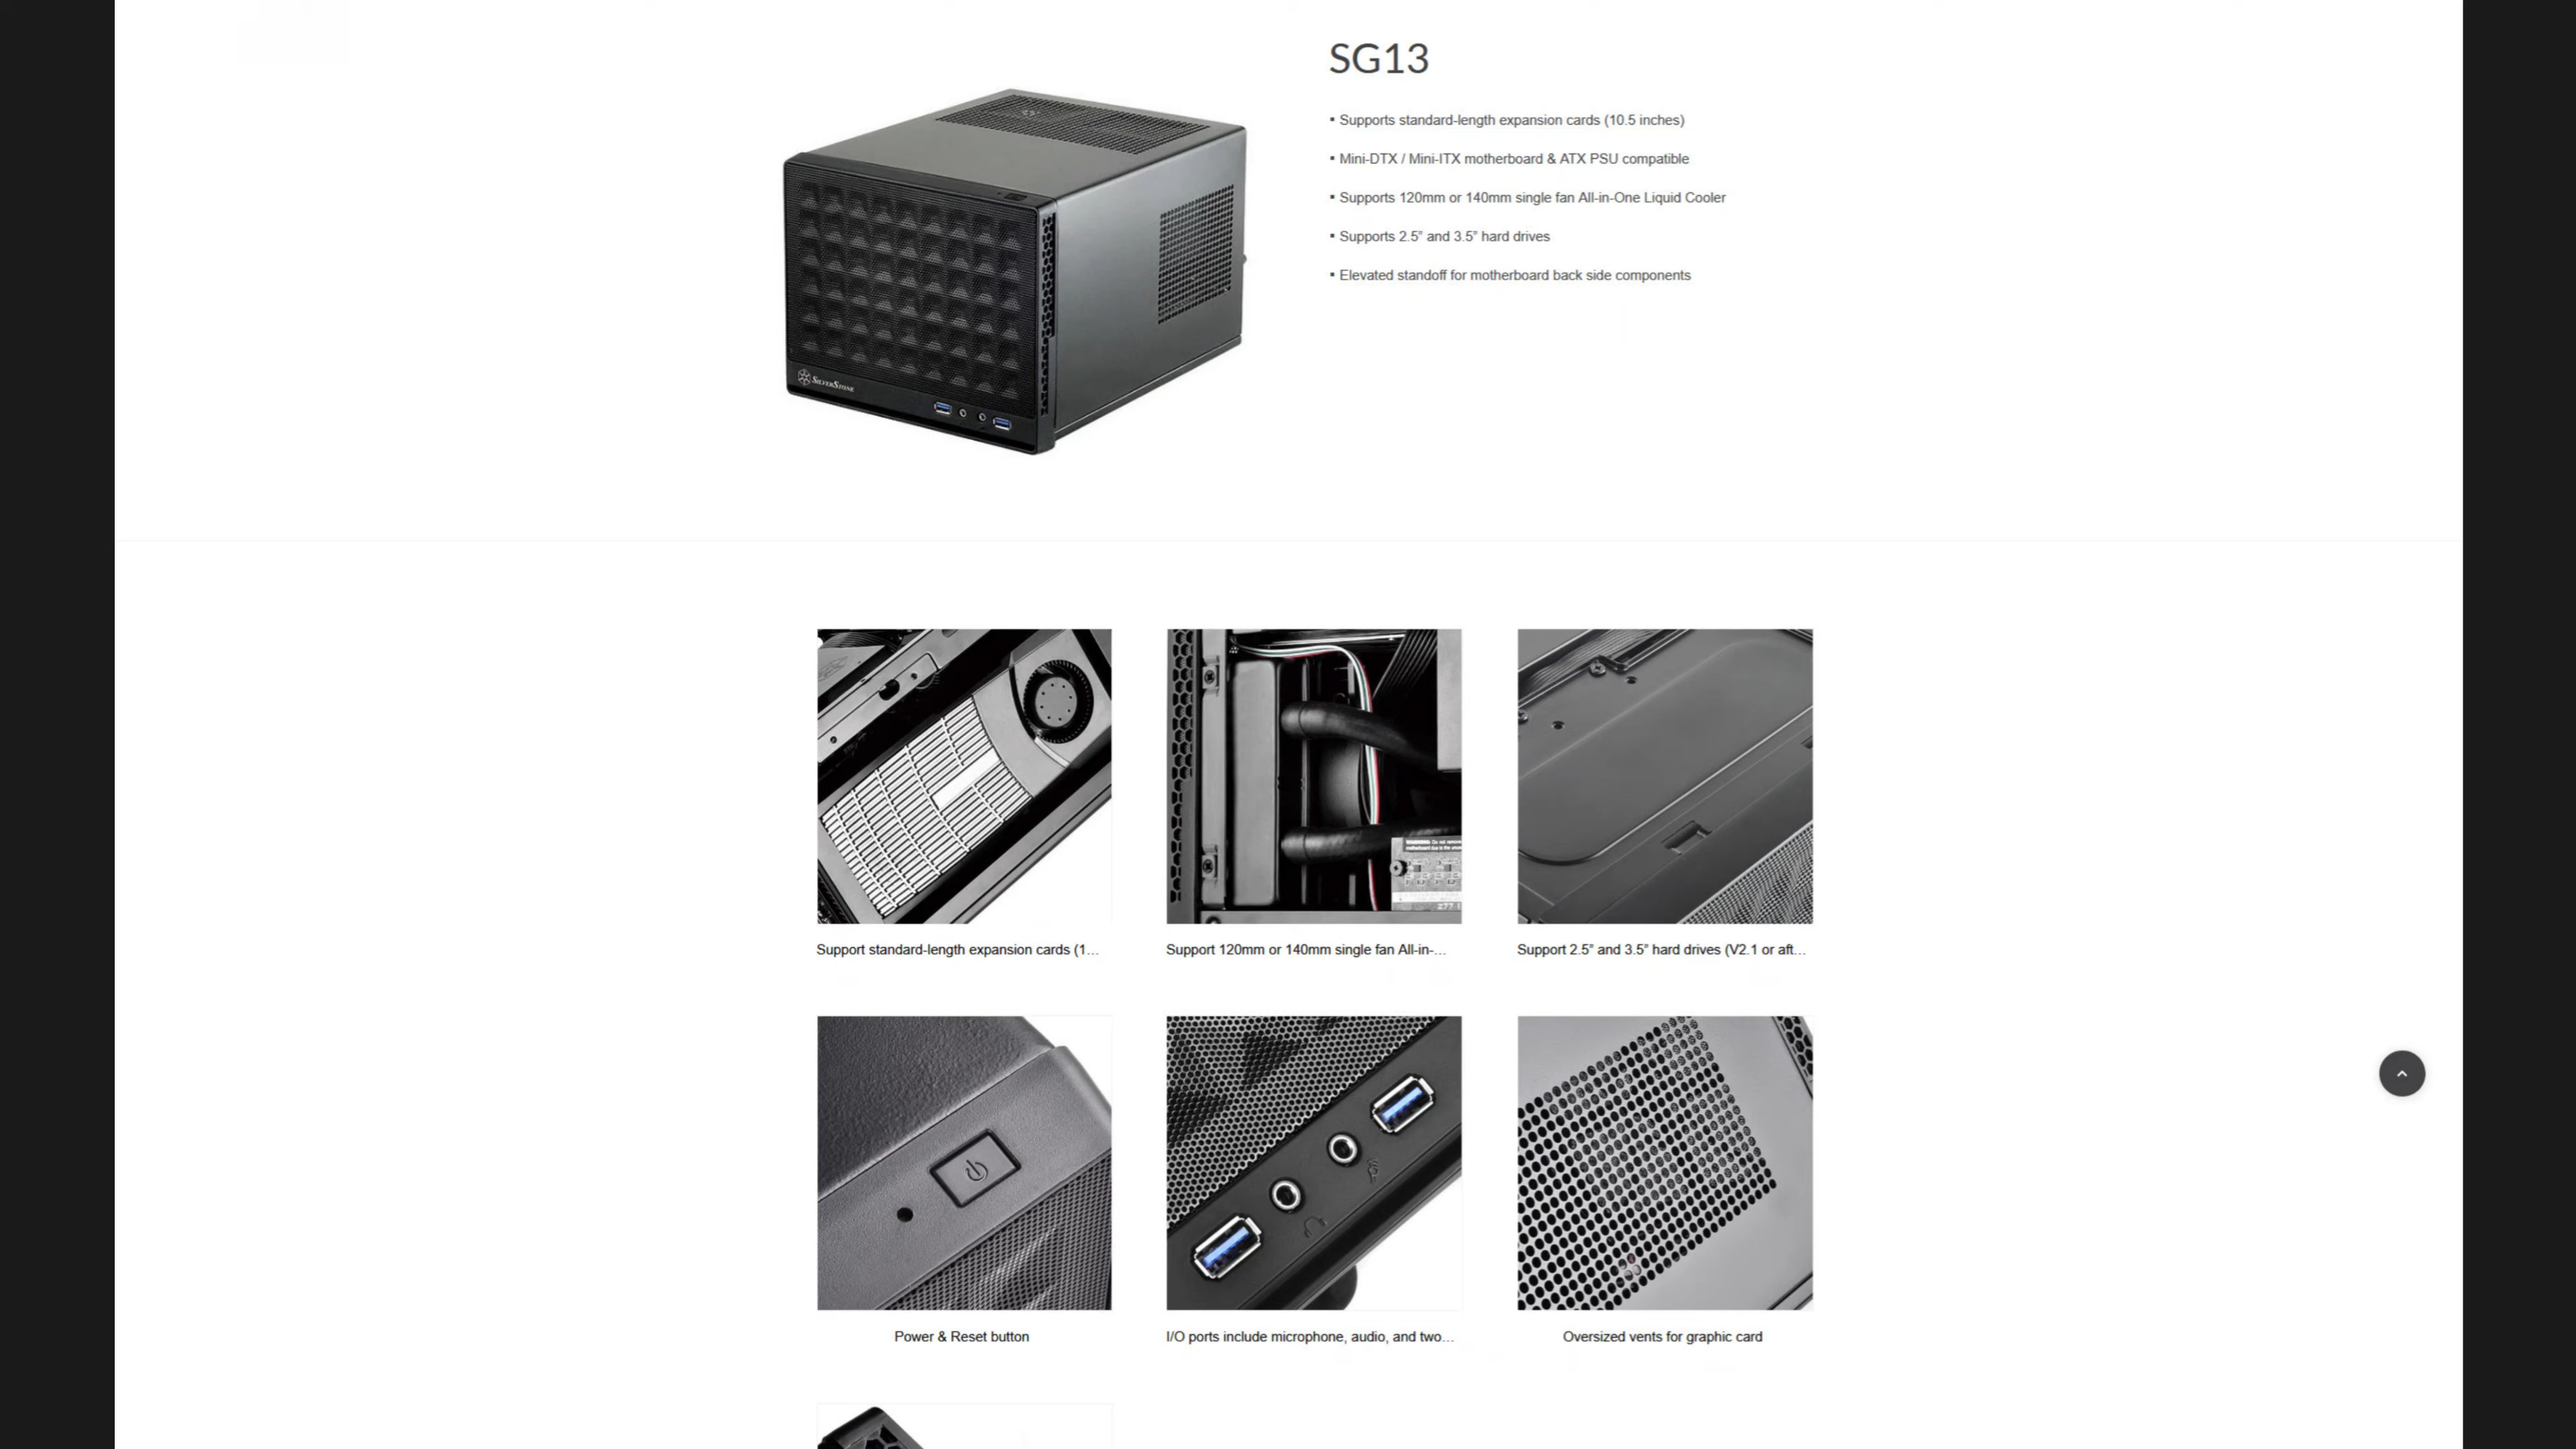 SG13
▪ Supports standard-length expansion cards (10.5 inches)
▪ Mini-DTX / Mini-ITX motherboard & ATX PSU compatible
▪ Supports 120mm or 140mm single fan All-in-One Liquid Cooler
▪ Supports 2.5” and 3.5” hard drives
▪ Elevated standoff for motherboard back side components
SILVERSTONE
Support standard-length expansion cards (1...
Support 120mm or 140mm single fan All-in-...
Support 2.5” and 3.5” hard drives (V2.1 or aft...
Power & Reset button
I/O ports include microphone, audio, and two...
Oversized vents for graphic card